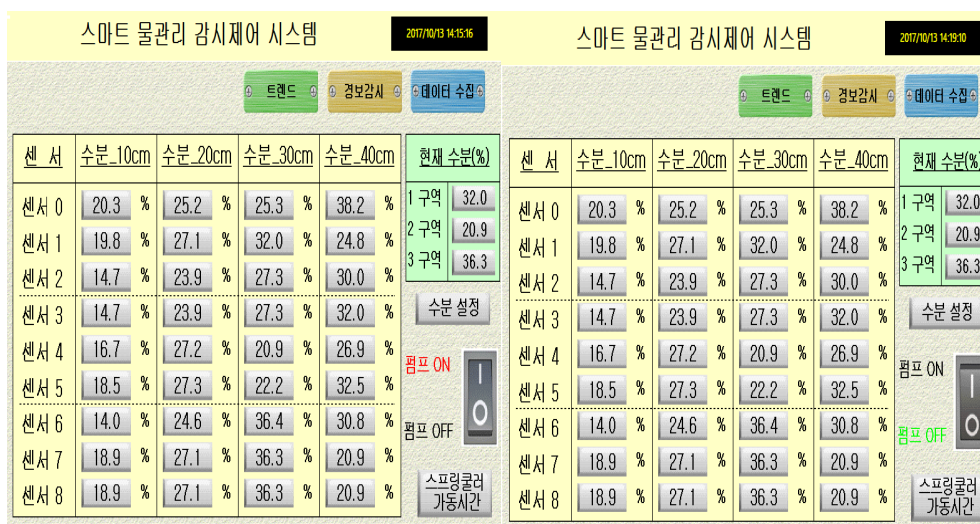 스마트 물관리 감시제어 시스템
2017/10/13 14:15:16
트렌드 경보감시 데이터 수집
센 서 수분_10cm 수분_20cm 수분_30cm 수분_40cm
센서 0 20.3 % 25.2 % 25.3 % 38.2 %
센서 1 19.8 % 27.1 % 32.0 % 24.8 %
센서 2 14.7 % 23.9 % 27.3 % 30.0 %
센서 3 14.7 % 23.9 % 27.3 % 32.0 %
센서 4 16.7 % 27.2 % 20.9 % 26.9 %
센서 5 18.5 % 27.3 % 22.2 % 32.5 %
센서 6 14.0 % 24.6 % 36.4 % 30.8 %
센서 7 18.9 % 27.1 % 36.3 % 20.9 %
센서 8 18.9 % 27.1 % 36.3 % 20.9 %
현재 수분(%)
1 구역 32.0
2 구역 20.9
3 구역 36.3
수분 설정
펌프 ON
펌프 OFF
스프링쿨러
가동시간
스마트 물관리 감시제어 시스템
2017/10/13 14:19:10
트렌드 경보감시 데이터 수집
센 서 수분_10cm 수분_20cm 수분_30cm 수분_40cm
센서 0 20.3 % 25.2 % 25.3 % 38.2 %
센서 1 19.8 % 27.1 % 32.0 % 24.8 %
센서 2 14.7 % 23.9 % 27.3 % 30.0 %
센서 3 14.7 % 23.9 % 27.3 % 32.0 %
센서 4 16.7 % 27.2 % 20.9 % 26.9 %
센서 5 18.5 % 27.3 % 22.2 % 32.5 %
센서 6 14.0 % 24.6 % 36.4 % 30.8 %
센서 7 18.9 % 27.1 % 36.3 % 20.9 %
센서 8 18.9 % 27.1 % 36.3 % 20.9 %
현재 수분(%)
1 구역 32.0
2 구역 20.9
3 구역 36.3
수분 설정
펌프 ON
펌프 OFF
스프링쿨러
가동시간